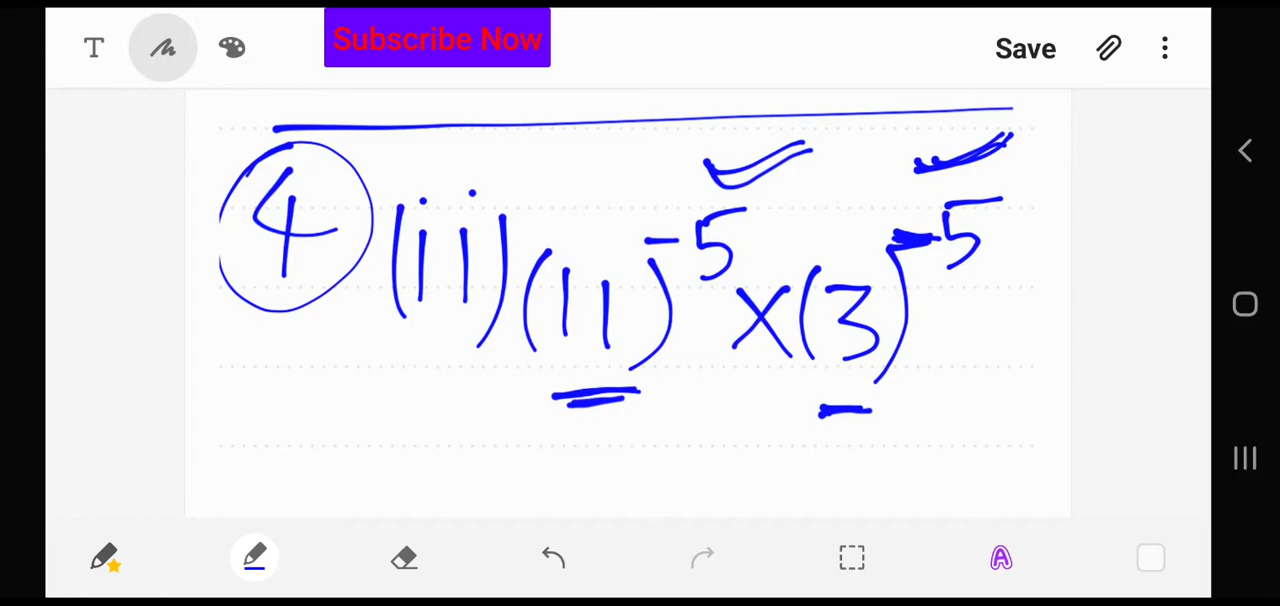 T Subscribe Now Save
④ (ii) (11)⁻⁵ × (3)⁻⁵
A